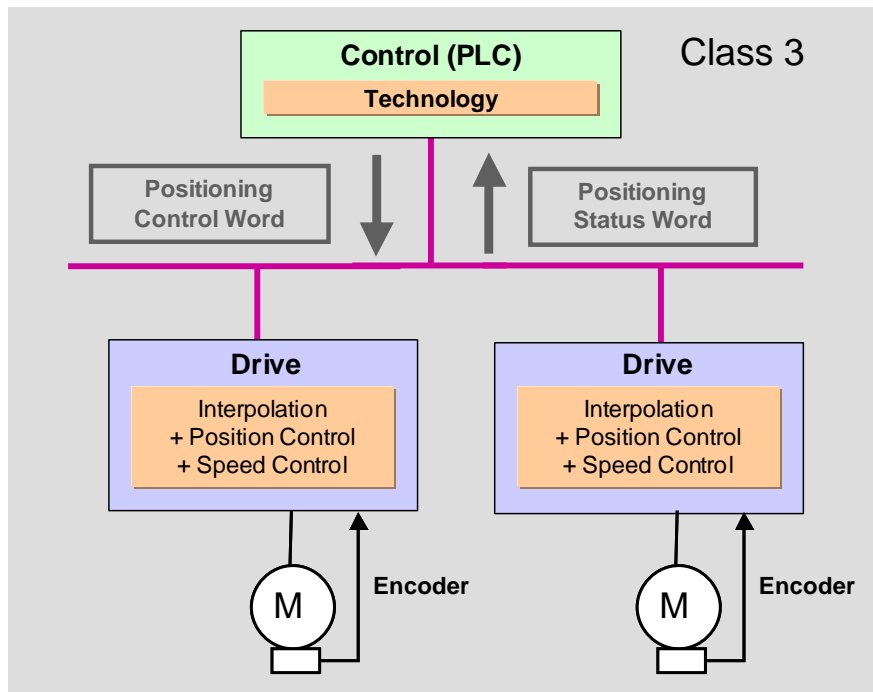 Control (PLC)
Class 3
Technology
Positioning
Control Word
Positioning
Status Word
Drive
Interpolation
+ Position Control
+ Speed Control
Drive
Interpolation
+ Position Control
+ Speed Control
M
Encoder
M
Encoder